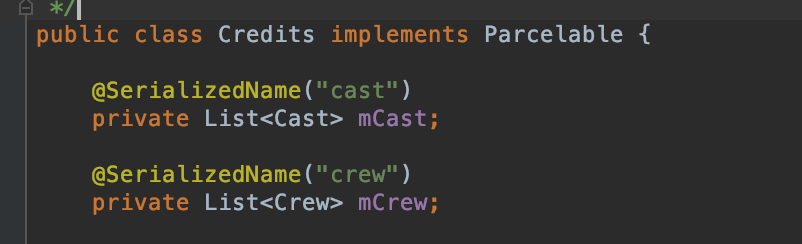 */
public class Credits implements Parcelable {
@SerializedName("cast")
private List<Cast> mCast;
@SerializedName("crew")
private List<Crew> mCrew;